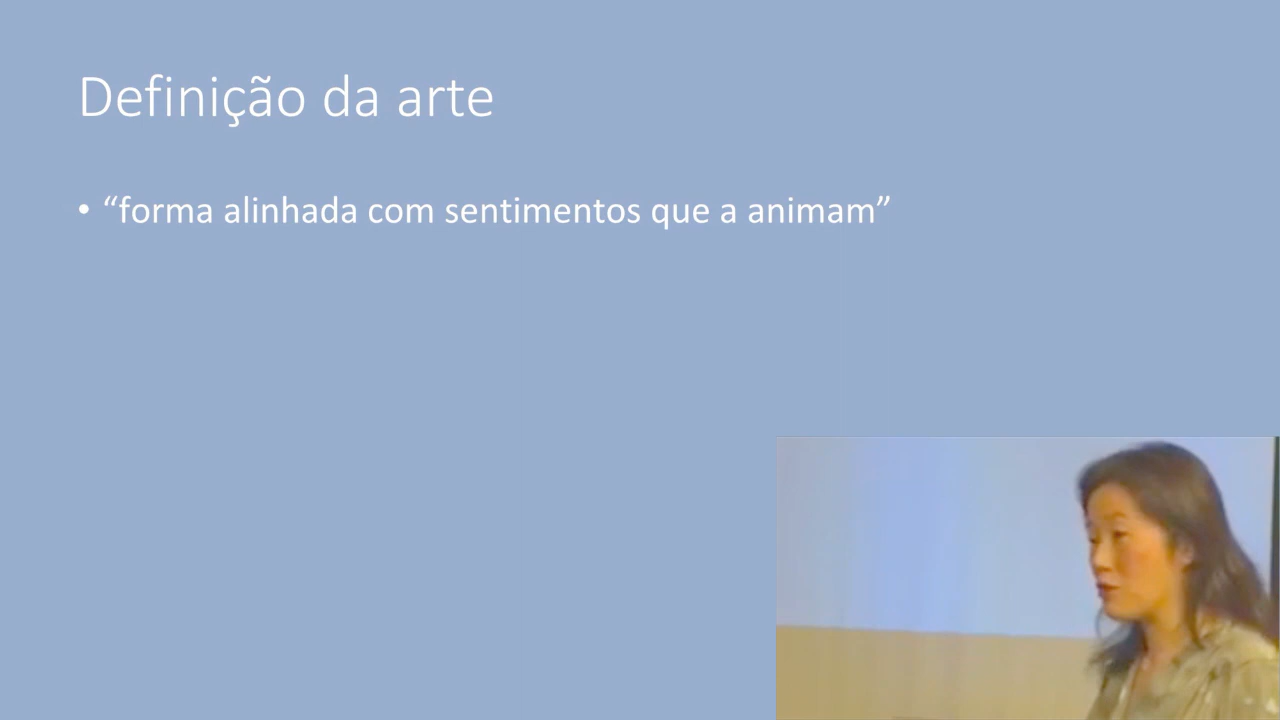 Definição da arte
• “forma alinhada com sentimentos que a animam”